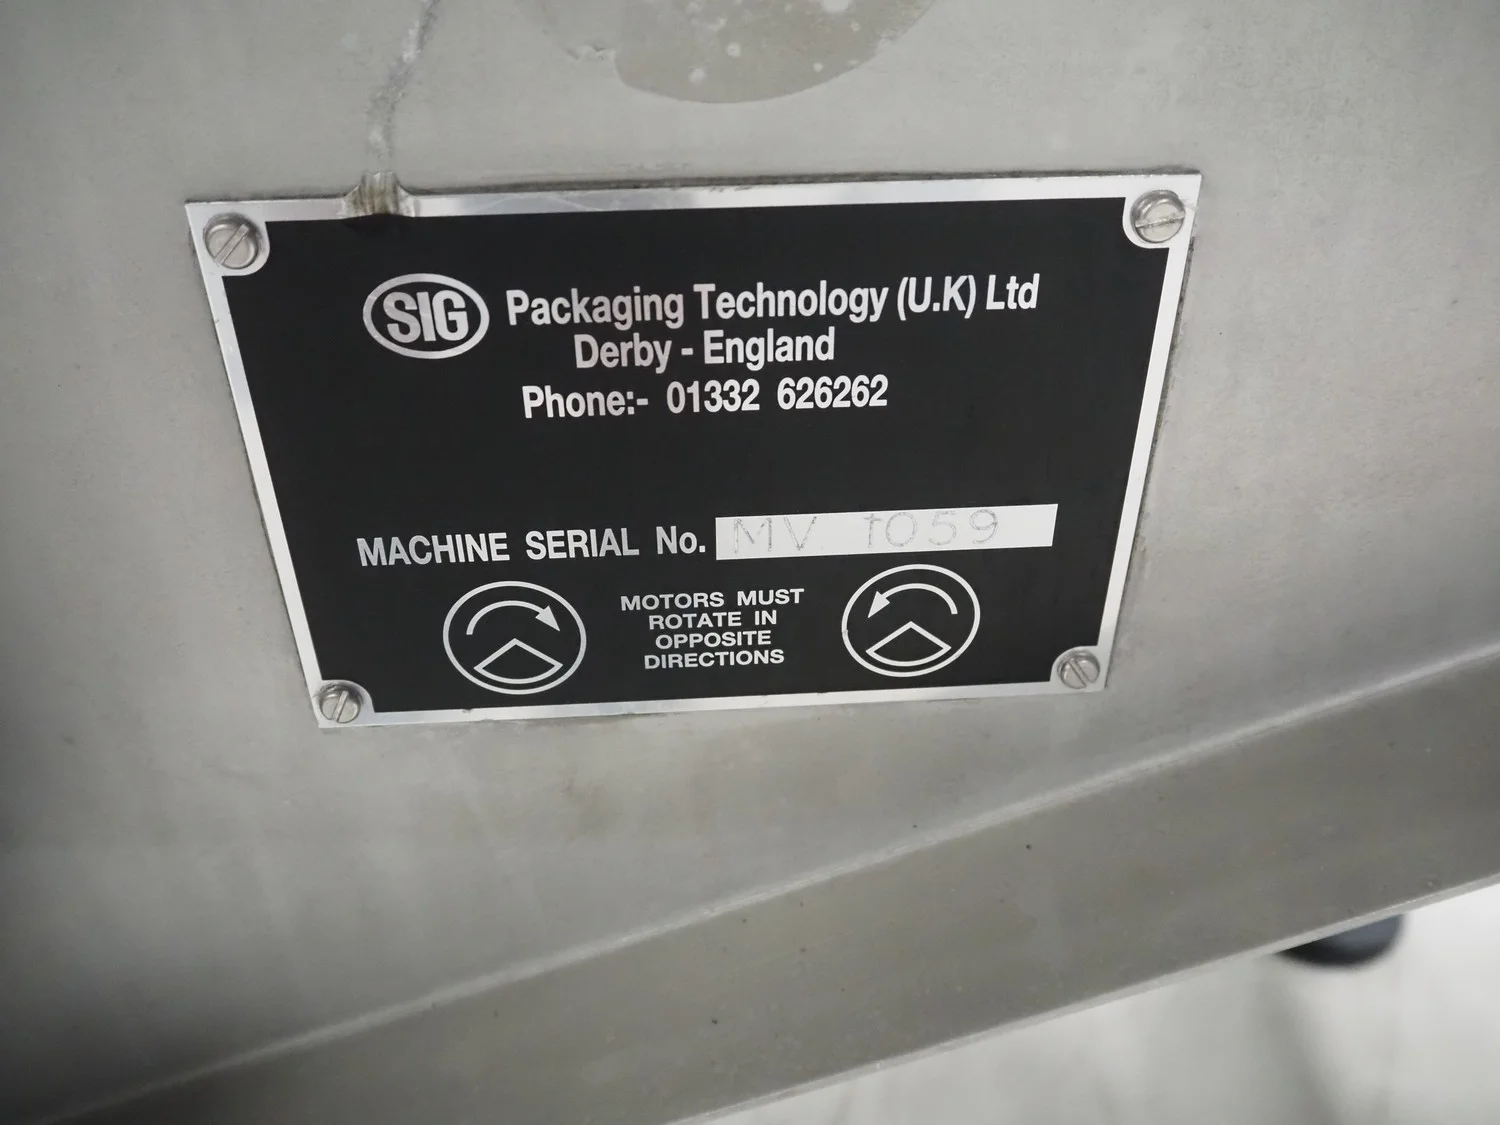 SIG Packaging Technology (U.K) Ltd
Derby - England
Phone:- 01332 626262
MACHINE SERIAL No. MV 1059
MOTORS MUST
ROTATE IN
OPPOSITE
DIRECTIONS